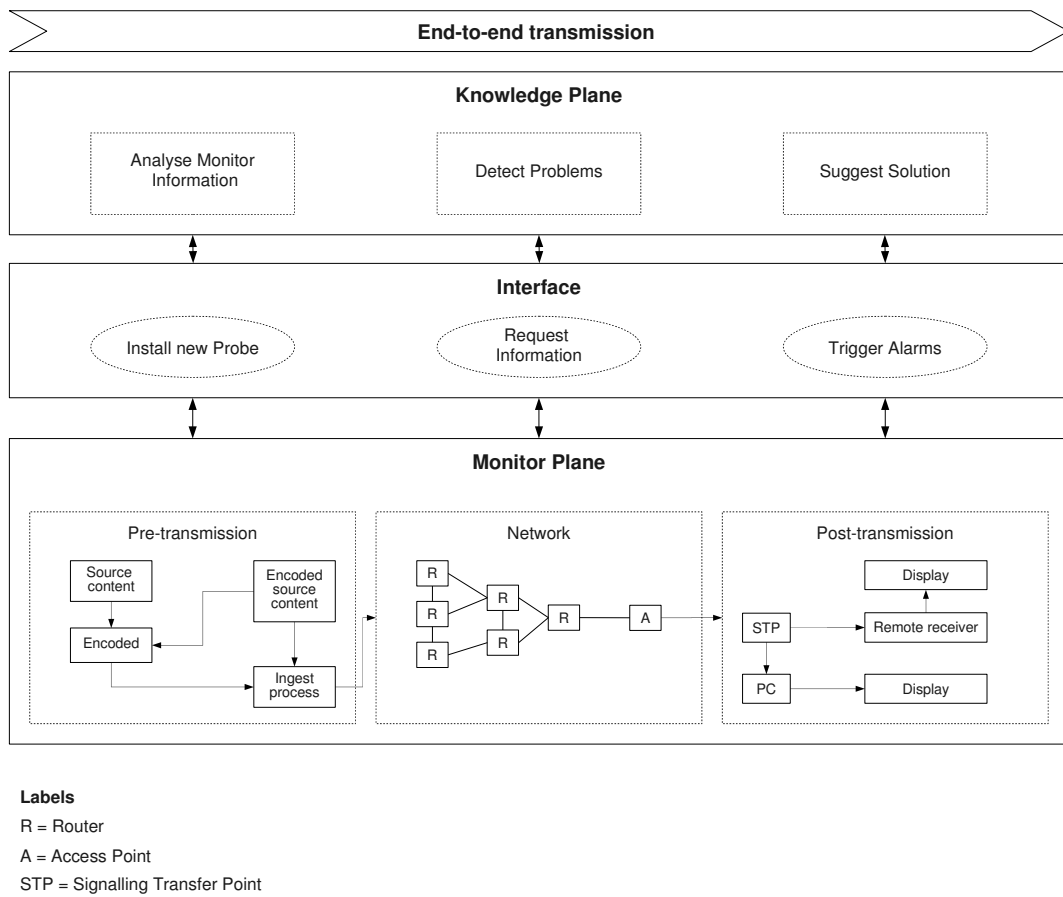 End-to-end transmission
Knowledge Plane
Analyse Monitor
Information
Detect Problems
Suggest Solution
Interface
Install new Probe
Request
Information
Trigger Alarms
Monitor Plane
Pre-transmission
Source
content
Encoded
source
content
Encoded
Ingest
process
Network
R
R
R
R
R
R
A
Post-transmission
Display
STP
Remote receiver
PC
Display
Labels
R = Router
A = Access Point
STP = Signalling Transfer Point